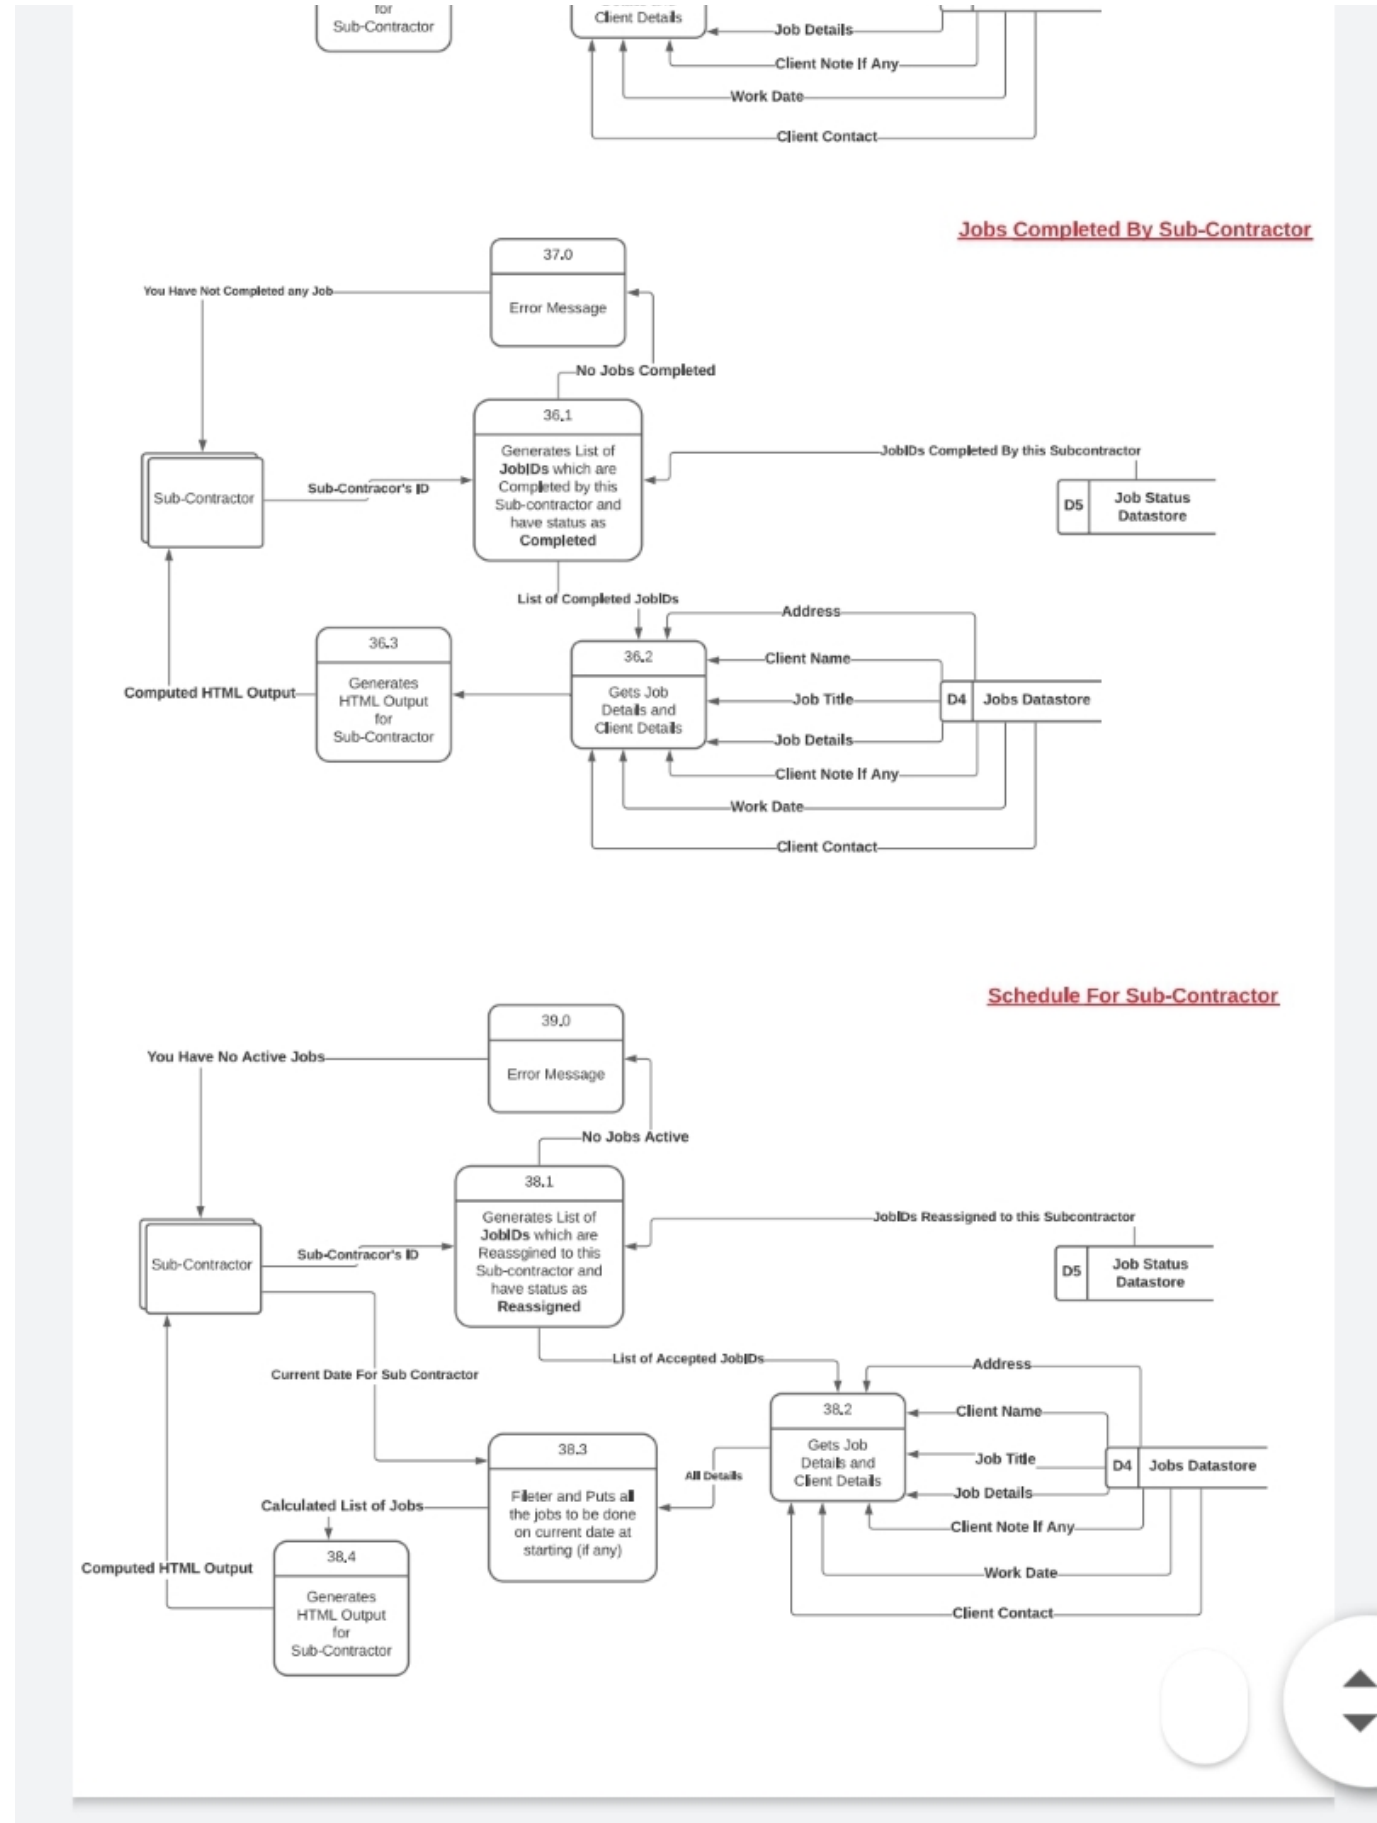 for
Sub-Contractor
Client Details
Job Details
Client Note If Any
Work Date
Client Contact
Jobs Completed By Sub-Contractor
37.0
Error Message
You Have Not Completed any Job
No Jobs Completed
36.1
Generates List of
JobIDs which are
Completed by this
Sub-contractor and
have status as
Completed
JobIDs Completed By this Subcontractor
D5
Job Status
Datastore
Sub-Contractor
Sub-Contracor's ID
List of Completed JobIDs
Address
36.3
Generates
HTML Output
for
Sub-Contractor
Computed HTML Output
36.2
Gets Job
Details and
Client Details
Client Name
Job Title
Job Details
D4
Jobs Datastore
Client Note If Any
Work Date
Client Contact
Schedule For Sub-Contractor
39.0
Error Message
You Have No Active Jobs
No Jobs Active
38.1
Generates List of
JobIDs which are
Reassgined to this
Sub-contractor and
have status as
Reassigned
JobIDs Reassigned to this Subcontractor
D5
Job Status
Datastore
Sub-Contractor
Sub-Contracor's ID
List of Accepted JobIDs
Address
Current Date For Sub Contractor
38.2
Gets Job
Details and
Client Details
Client Name
Job Title
Job Details
D4
Jobs Datastore
38.3
Fileter and Puts all
the jobs to be done
on current date at
starting (if any)
All Details
Calculated List of Jobs
Client Note If Any
Work Date
Client Contact
Computed HTML Output
38.4
Generates
HTML Output
for
Sub-Contractor